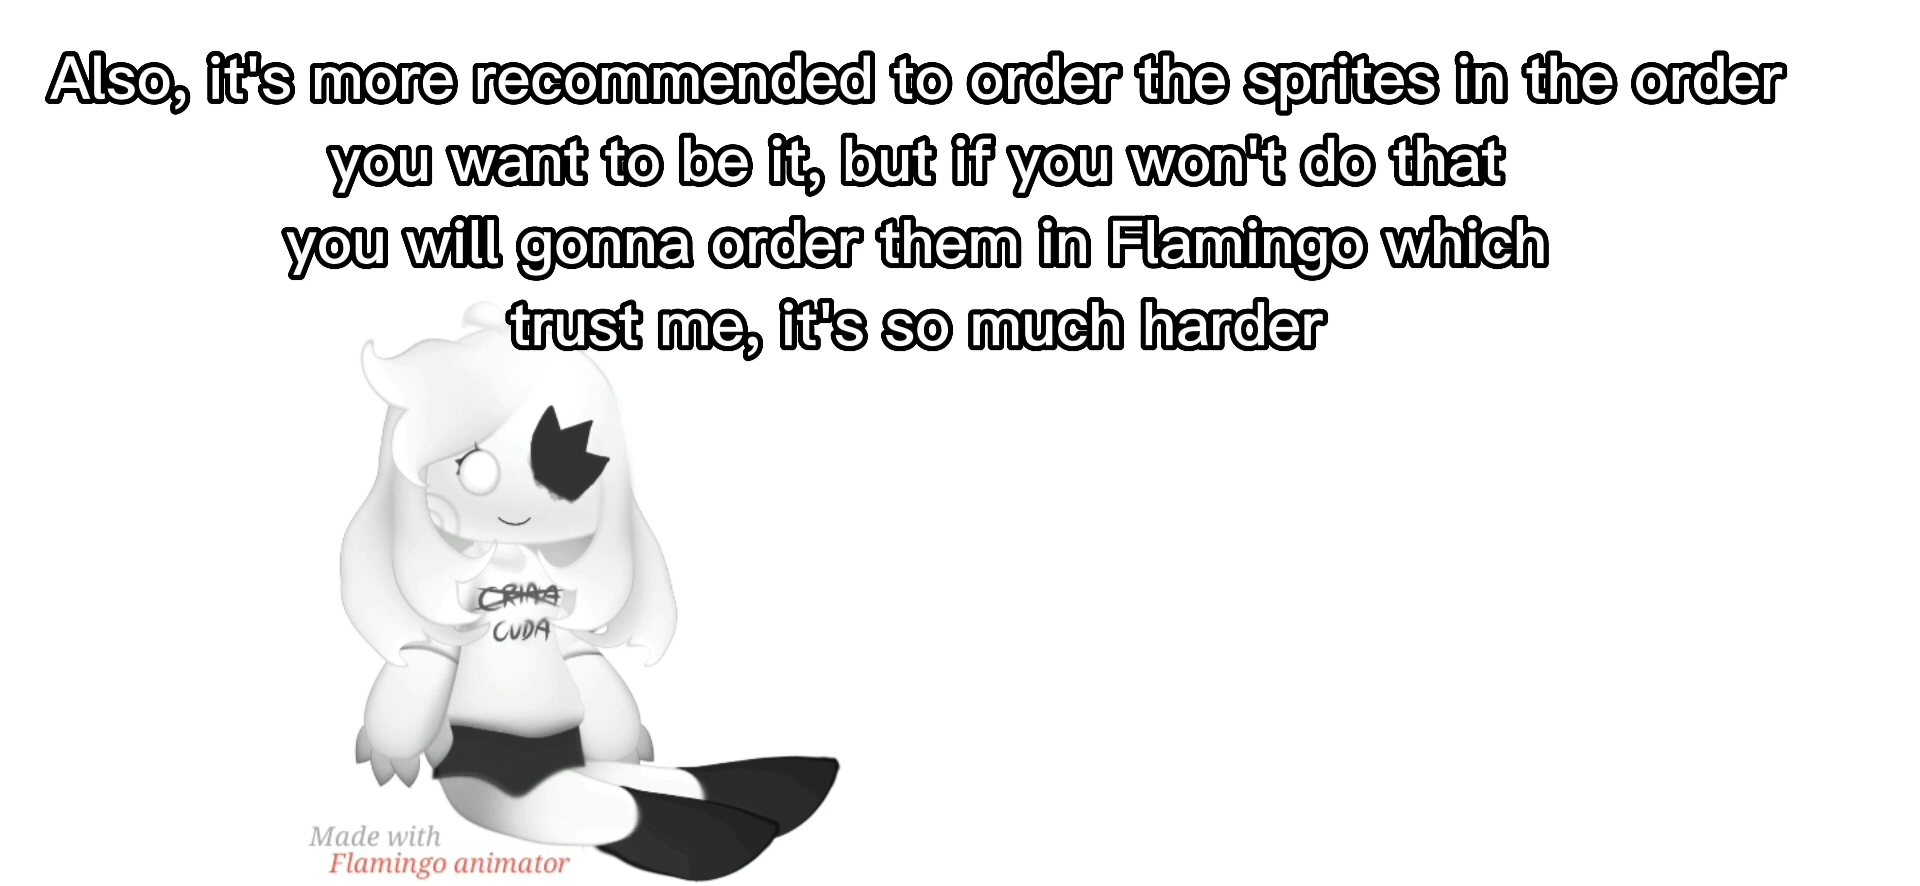 Also, it's more recommended to order the sprites in the order
you want to be it, but if you won't do that
you will gonna order them in Flamingo which
trust me, it's so much harder
CUDA
Made with
Flamingo animator